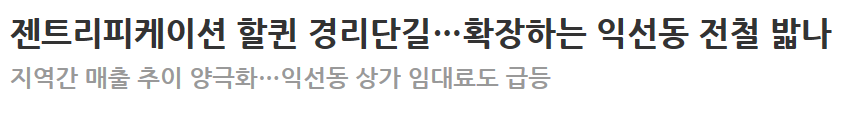 젠트리피케이션 할퀸 경리단길…확장하는 익선동 전철 밟나
지역간 매출 추이 양극화…익선동 상가 임대료도 급등